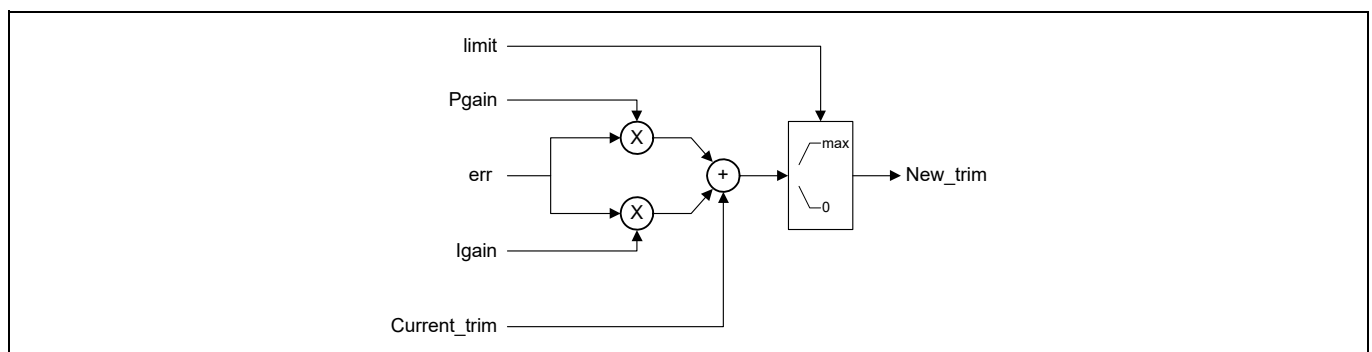 limit
Pgain
X
max
err
+
New_trim
X
0
Igain
Current_trim